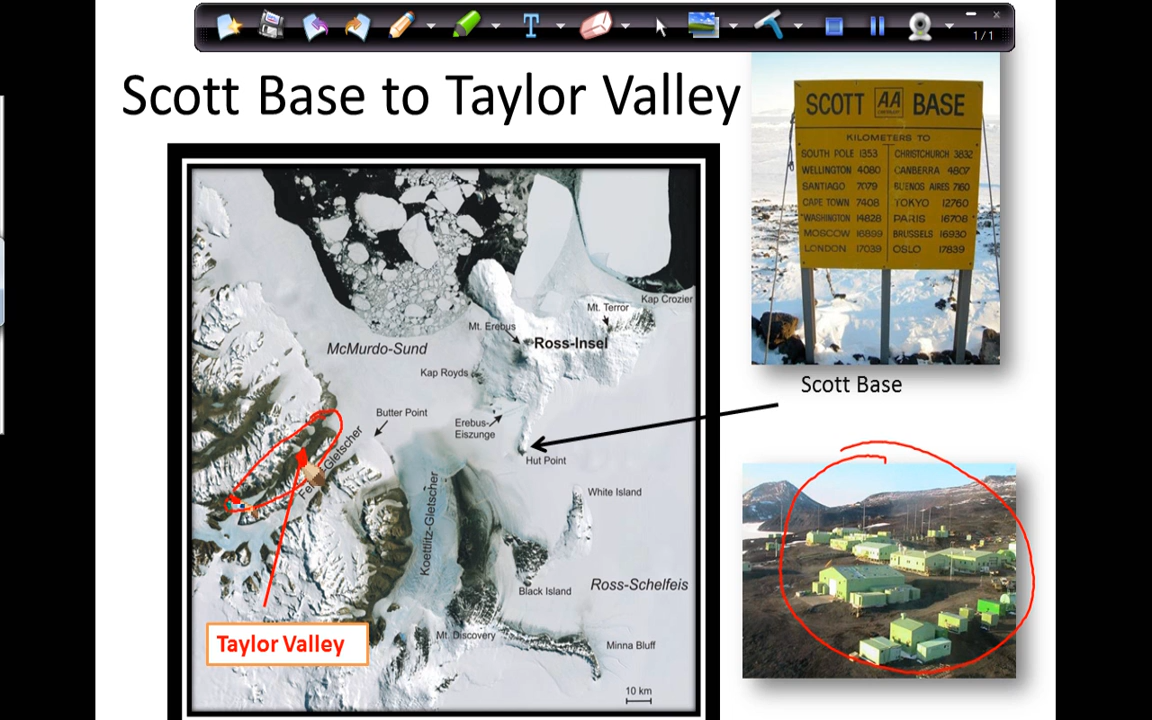 1/1
Scott Base to Taylor Valley
SCOTT AA BASE
KILOMETERS TO
SOUTH POLE 1353
WELLINGTON 4080
SANTIAGO 7079
CAPE TOWN 7408
WASHINGTON 14828
MOSCOW 16899
LONDON 17039
CHRISTCHURCH 3832
CANBERRA 4807
BUENOS AIRES 7160
TOKYO 12760
PARIS 16708
BRUSSELS 16930
OSLO 17839
Scott Base
Kap Crozier
Mt. Terror
Mt. Erebus
Ross-Insel
McMurdo-Sund
Kap Royds
Butter Point
Erebus-
Eiszunge
Hut Point
Koettlitz-Gletscher
White Island
Black Island
Ross-Schelfeis
Mt. Discovery
Minna Bluff
Taylor Valley
10 km